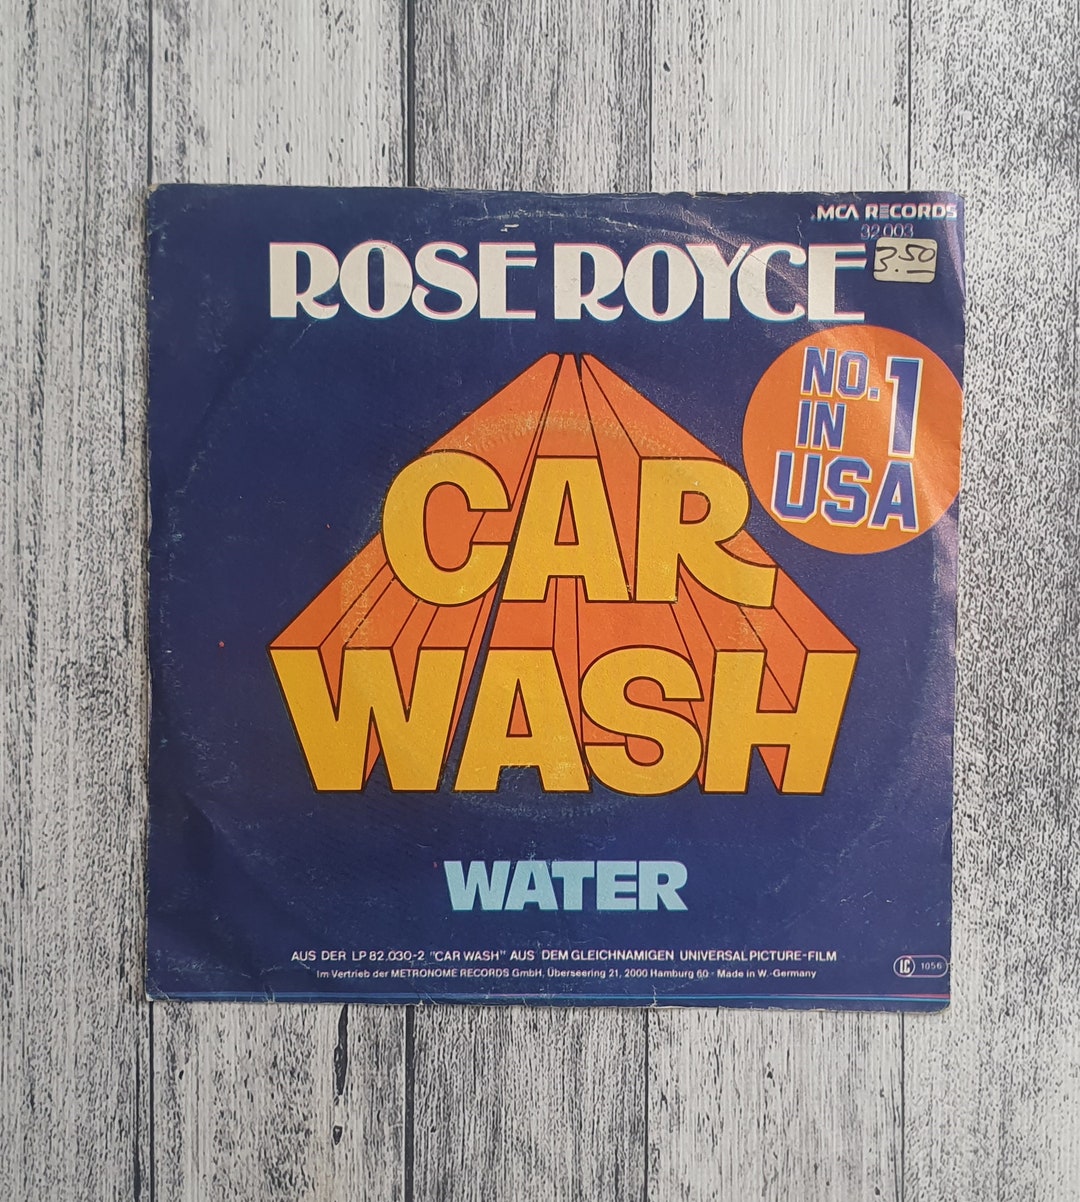 MCA RECORDS
32.003
3.50
ROSE ROYCE
NO.1
IN
USA
CAR
WASH
WATER
AUS DER LP 82.030-2 "CAR WASH" AUS DEM GLEICHNAMIGEN UNIVERSAL PICTURE-FILM
Im Vertrieb der METRONOME RECORDS GmbH, Überseering 21, 2000 Hamburg 60 · Made in W.-Germany
LC 1056